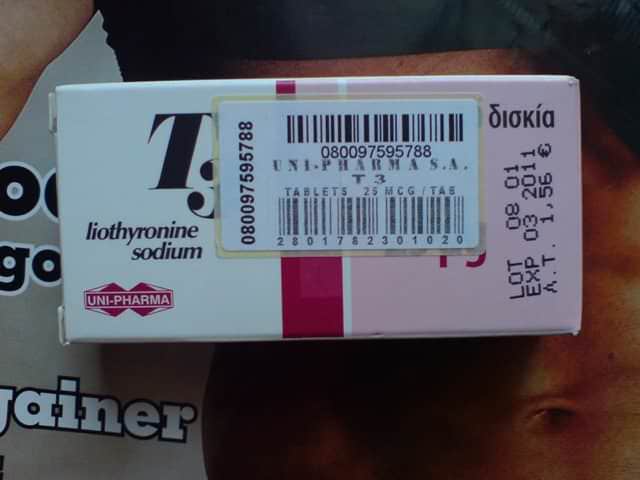 T3
liothyronine
sodium
UNI-PHARMA
080097595788
080097595788
UNI-PHARMA S.A.
T 3
TABLETS 25 MCG/TAB
2801782301020
δισκία
LOT 08 01
EXP 03 2011
A.T. 1,56 €
gainer